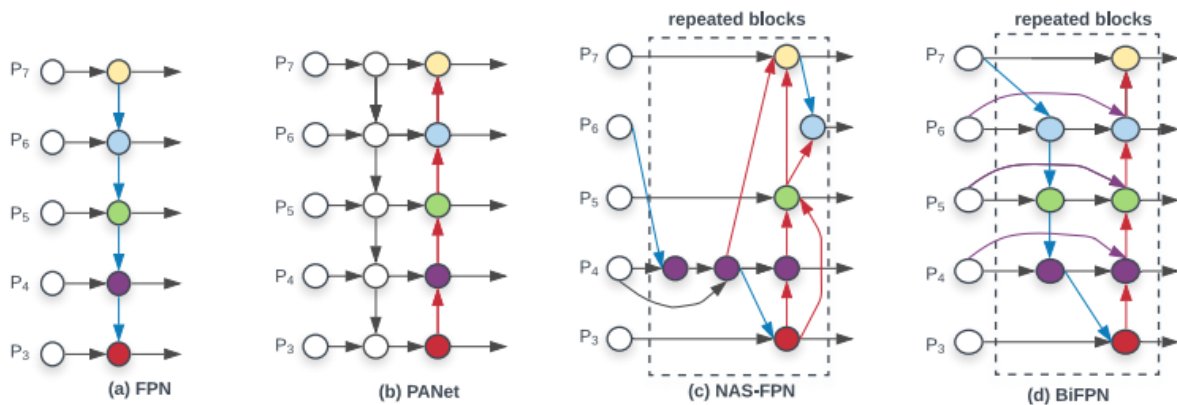 repeated blocks
repeated blocks
P7
P6
P5
P4
P3
(a) FPN
P7
P6
P5
P4
P3
(b) PANet
P7
P6
P5
P4
P3
(c) NAS-FPN
P7
P6
P5
P4
P3
(d) BiFPN